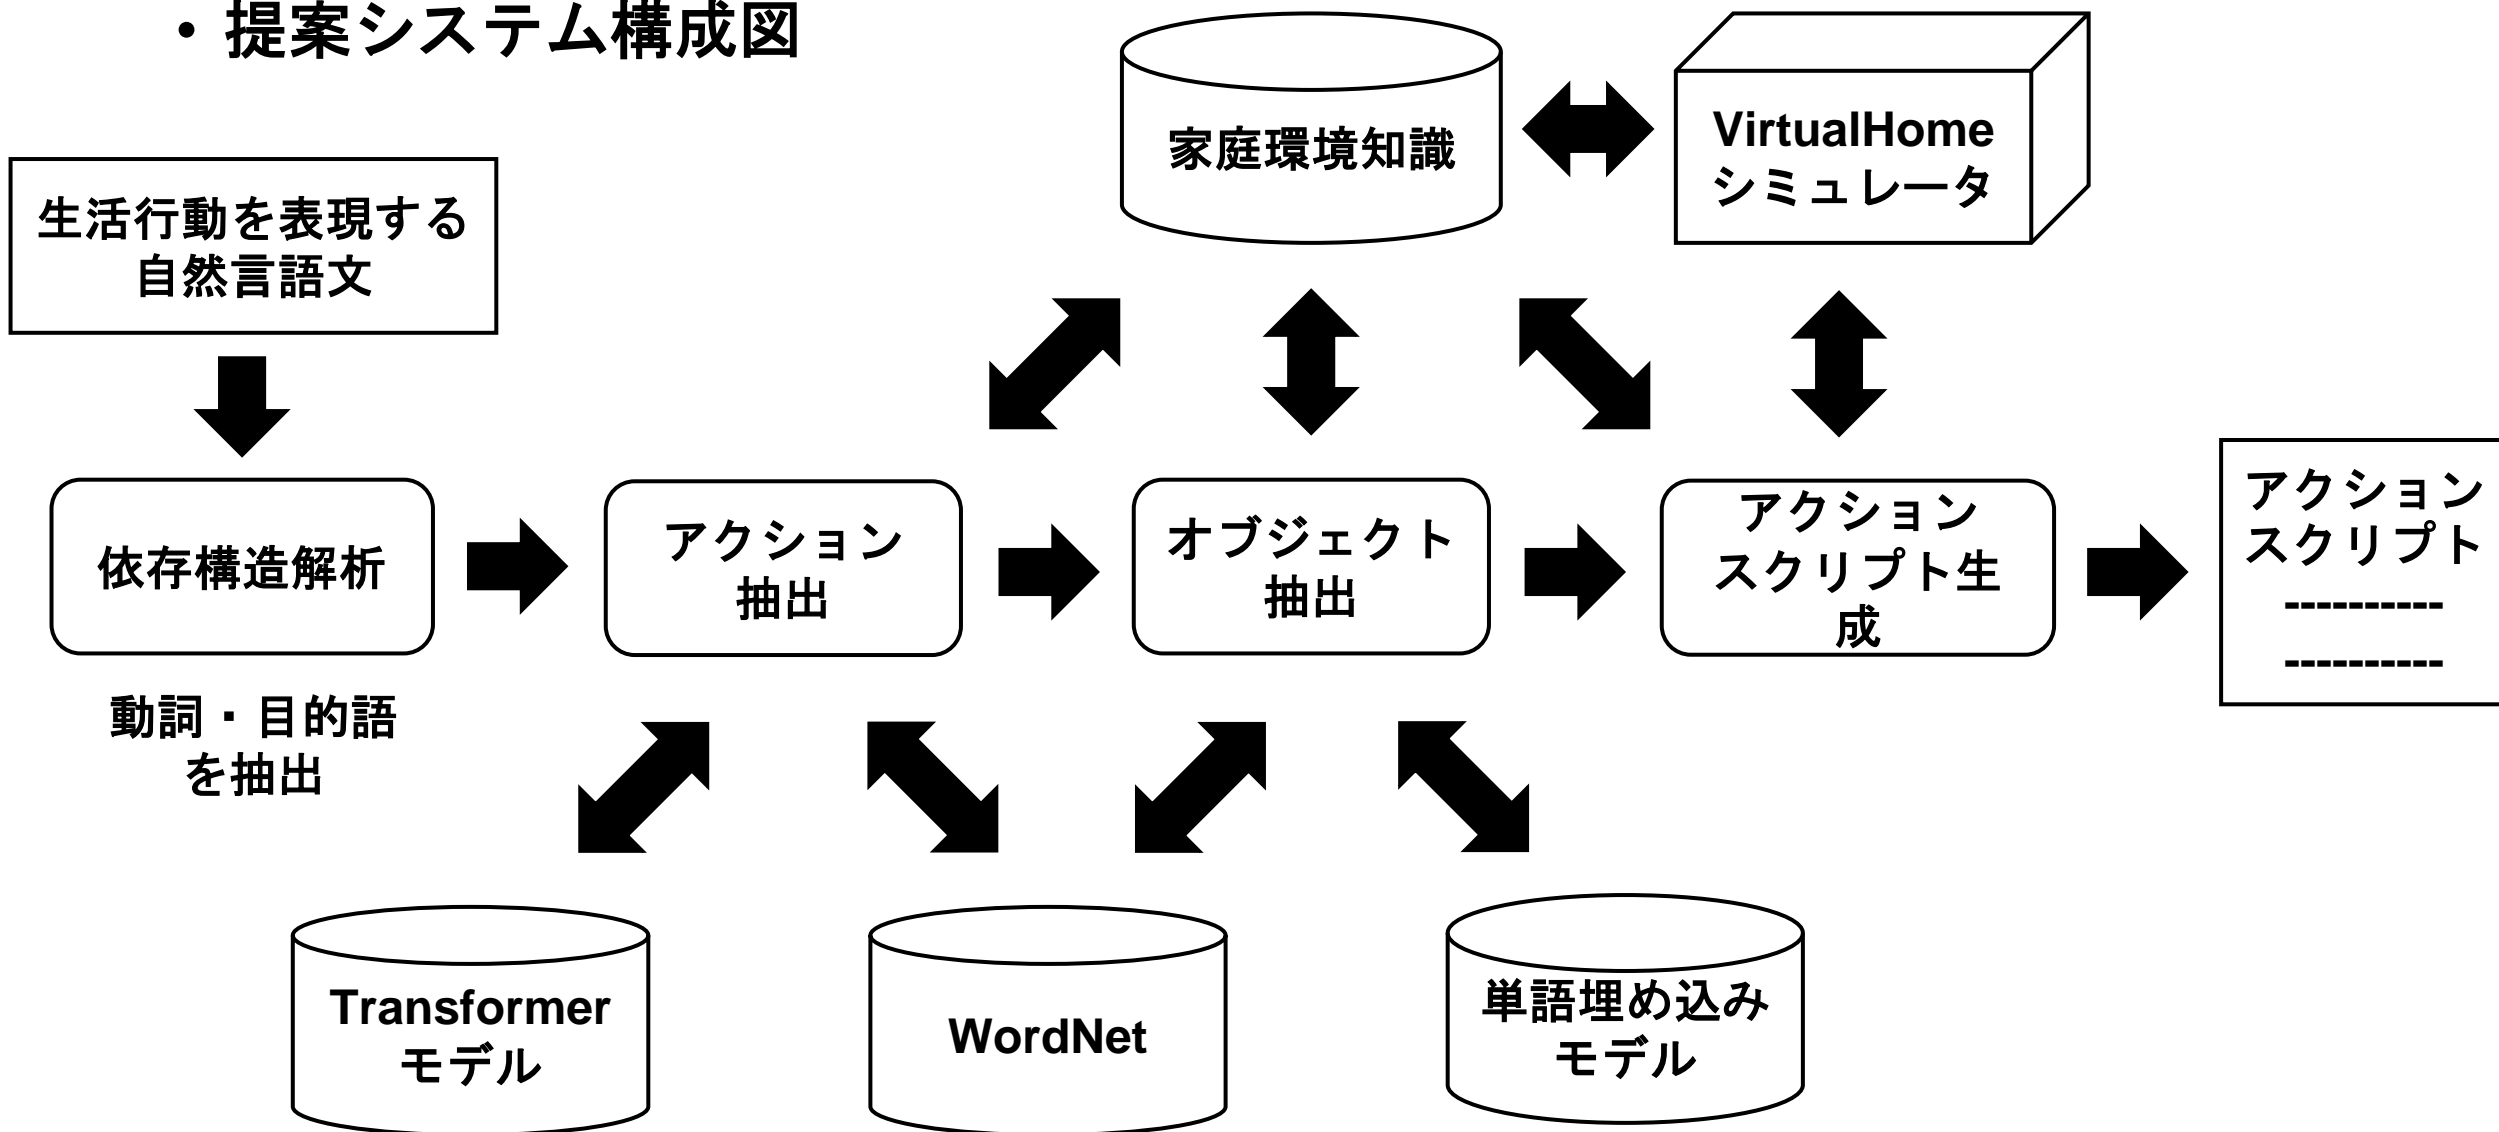 ・提案システム構成図
家庭環境知識
VirtualHome
シミュレータ
生活行動を表現する
自然言語文
依存構造解析
動詞・目的語
を抽出
アクション
抽出
オブジェクト
抽出
アクション
スクリプト生
成
アクション
スクリプト
----------
----------
Transformer
モデル
WordNet
単語埋め込み
モデル